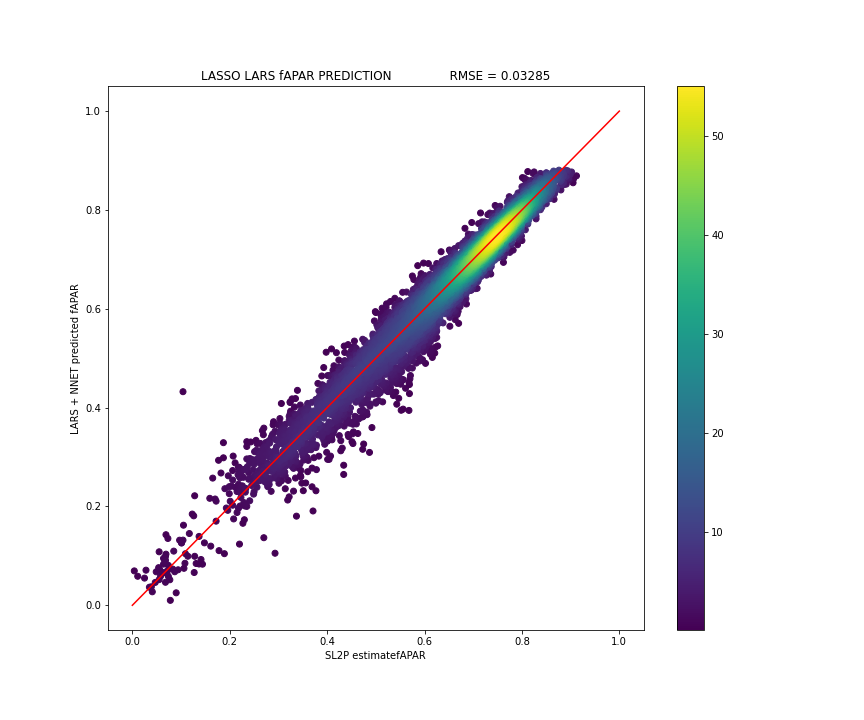 LASSO LARS fAPAR PREDICTION RMSE = 0.03285
1.0
0.8
0.6
0.4
0.2
0.0
LARS + NNET predicted fAPAR
0.0 0.2 0.4 0.6 0.8 1.0
SL2P estimatefAPAR
50
40
30
20
10